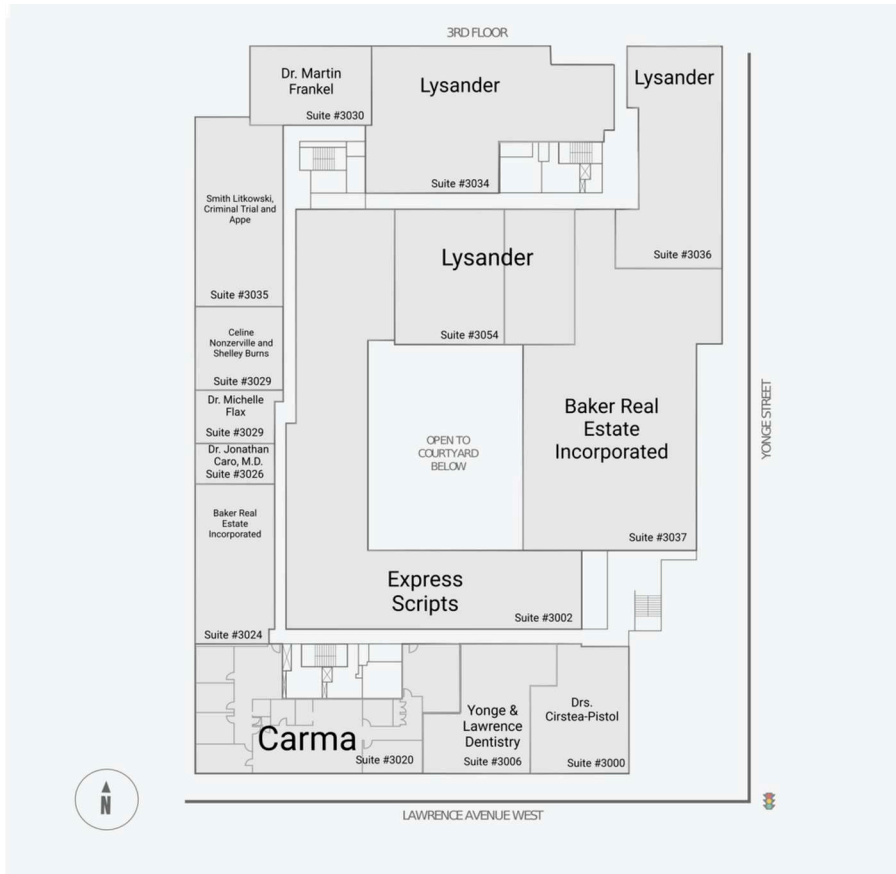 3RD FLOOR
Dr. Martin
Frankel
Suite #3030
Lysander
Suite #3034
Lysander
Suite #3036
Smith Litkowski,
Criminal Trial and
Appe
Suite #3035
Lysander
Suite #3054
Celine
Nonzerville and
Shelley Burns
Suite #3029
Dr. Michelle
Flax
Suite #3029
Dr. Jonathan
Caro, M.D.
Suite #3026
OPEN TO
COURTYARD
BELOW
Baker Real
Estate
Incorporated
Suite #3037
YONGE STREET
Baker Real
Estate
Incorporated
Suite #3024
Express
Scripts
Suite #3002
Carma
Suite #3020
Yonge &
Lawrence
Dentistry
Suite #3006
Drs.
Cirstea-Pistol
Suite #3000
N
LAWRENCE AVENUE WEST